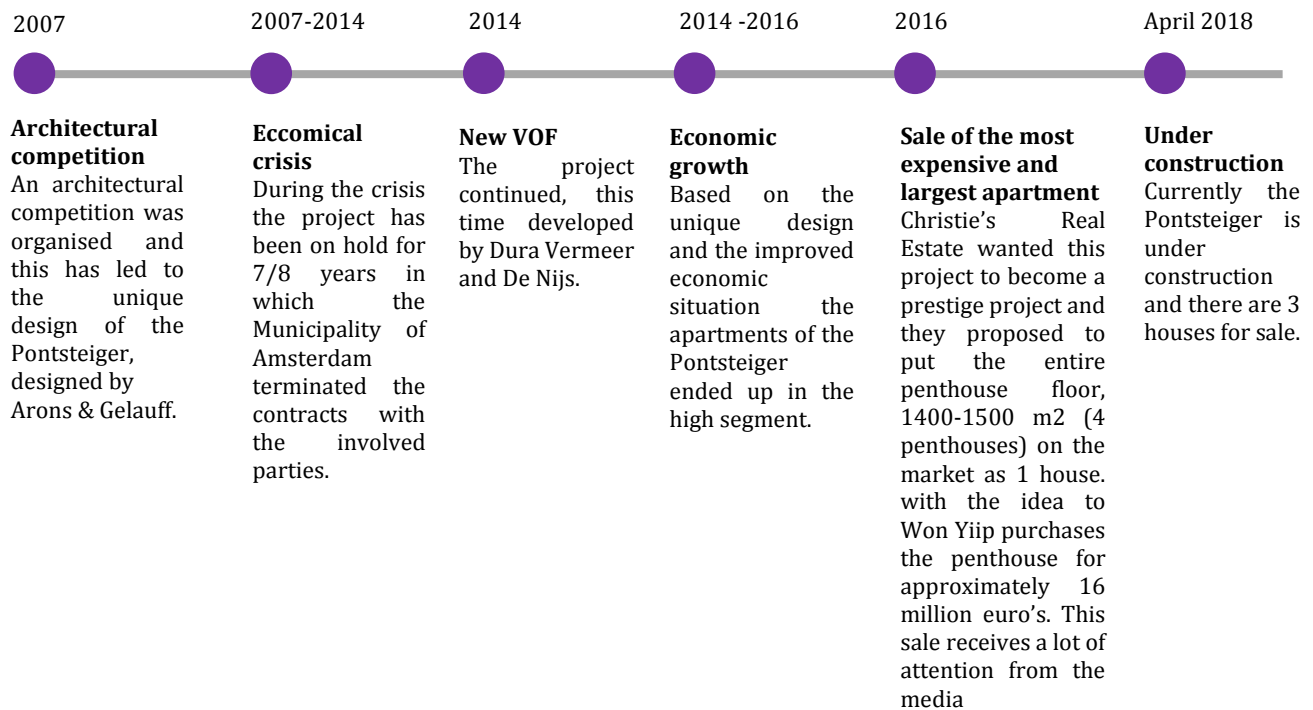 2007
2007-2014
2014
2014 -2016
2016
April 2018
Architectural
competition
An architectural
competition was
organised and
this has led to
the unique
design of the
Pontsteiger,
designed by
Arons & Gelauff.
Eccomical
crisis
During the crisis
the project has
been on hold for
7/8 years in
which the
Municipality of
Amsterdam
terminated the
contracts with
the involved
parties.
New VOF
The project
continued, this
time developed
by Dura Vermeer
and De Nijs.
Economic
growth
Based on the
unique design
and the improved
economic
situation the
apartments of the
Pontsteiger
ended up in the
high segment.
Sale of the most
expensive and
largest apartment
Christie's Real
Estate wanted this
project to become a
prestige project and
they proposed to
put the entire
penthouse floor,
1400-1500 m2 (4
penthouses) on the
market as 1 house.
with the idea to
Won Yiip purchases
the penthouse for
approximately 16
million euro's. This
sale receives a lot of
attention from the
media
Under
construction
Currently the
Pontsteiger is
under
construction
and there are 3
houses for sale.